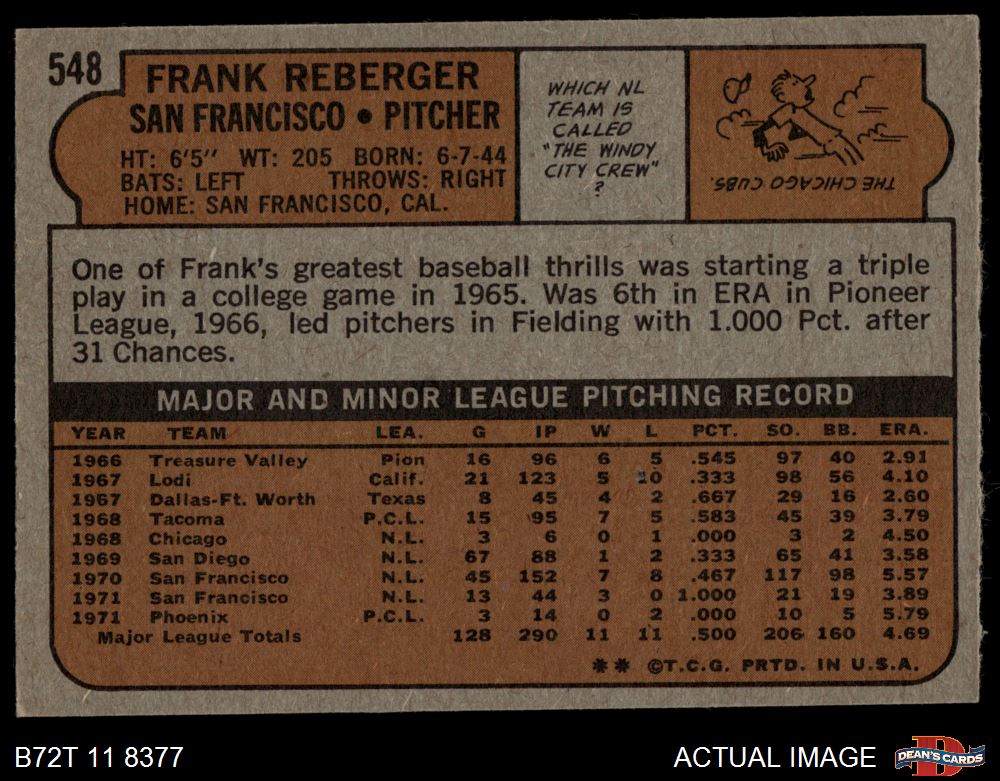 548
FRANK REBERGER
SAN FRANCISCO • PITCHER
HT: 6'5" WT: 205 BORN: 6-7-44
BATS: LEFT THROWS: RIGHT
HOME: SAN FRANCISCO, CAL.
WHICH NL
TEAM IS
CALLED
"THE WINDY
CITY CREW"
?
THE CHICAGO CUBS.
One of Frank's greatest baseball thrills was starting a triple
play in a college game in 1965. Was 6th in ERA in Pioneer
League, 1966, led pitchers in Fielding with 1.000 Pct. after
31 Chances.
MAJOR AND MINOR LEAGUE PITCHING RECORD
YEAR TEAM LEA. G IP W L PCT. SO. BB. ERA.
1966 Treasure Valley Pion 16 96 6 5 .545 97 40 2.91
1967 Lodi Calif. 21 123 5 10 .333 98 56 4.10
1967 Dallas-Ft. Worth Texas 8 45 4 2 .667 29 16 2.60
1968 Tacoma P.C.L. 15 95 7 5 .583 45 39 3.79
1968 Chicago N.L. 3 6 0 1 .000 3 2 4.50
1969 San Diego N.L. 67 88 1 2 .333 65 41 3.58
1970 San Francisco N.L. 45 152 7 8 .467 117 98 5.57
1971 San Francisco N.L. 13 44 3 0 1.000 21 19 3.89
1971 Phoenix P.C.L. 3 14 0 2 .000 10 5 5.79
Major League Totals 128 290 11 11 .500 206 160 4.69
** ©T.C.G. PRTD. IN U.S.A.
B72T 11 8377
ACTUAL IMAGE
D
DEAN'S CARDS